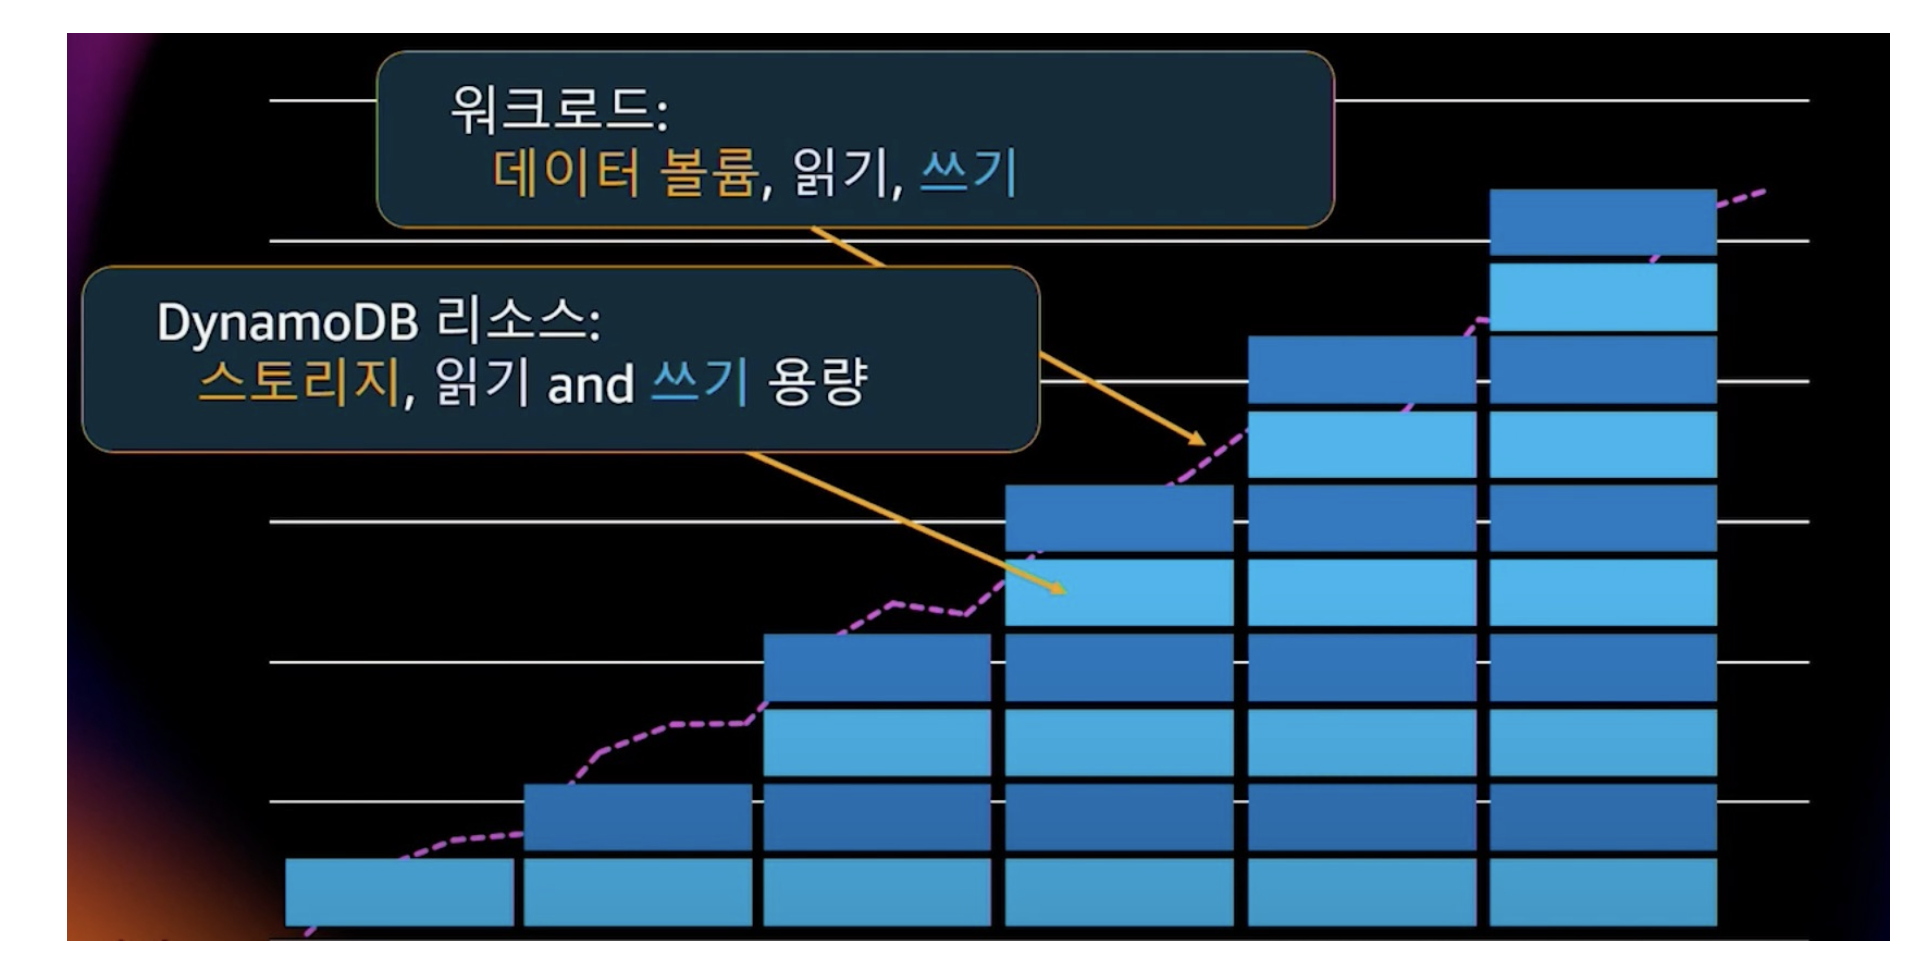 워크로드:
데이터 볼륨, 읽기, 쓰기
DynamoDB 리소스:
스토리지, 읽기 and 쓰기 용량